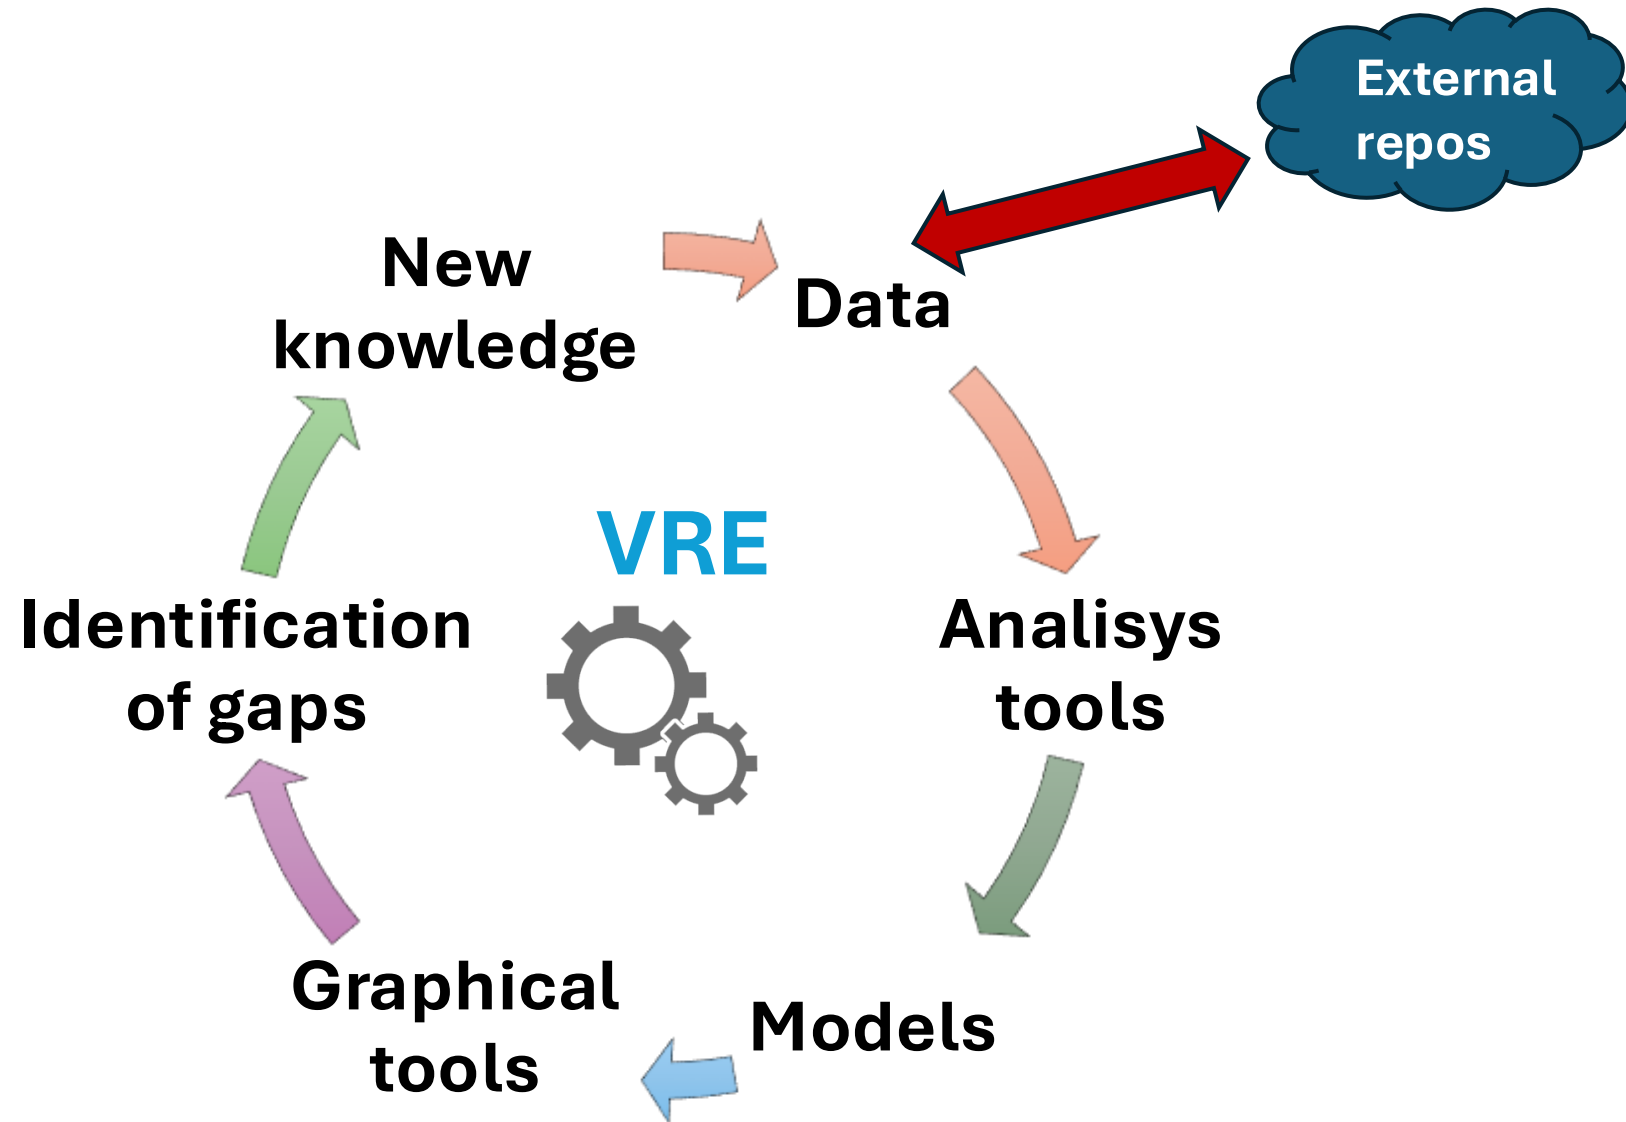 External
repos
New
knowledge
Data
VRE
Identification
of gaps
Analisys
tools
Graphical
tools
Models